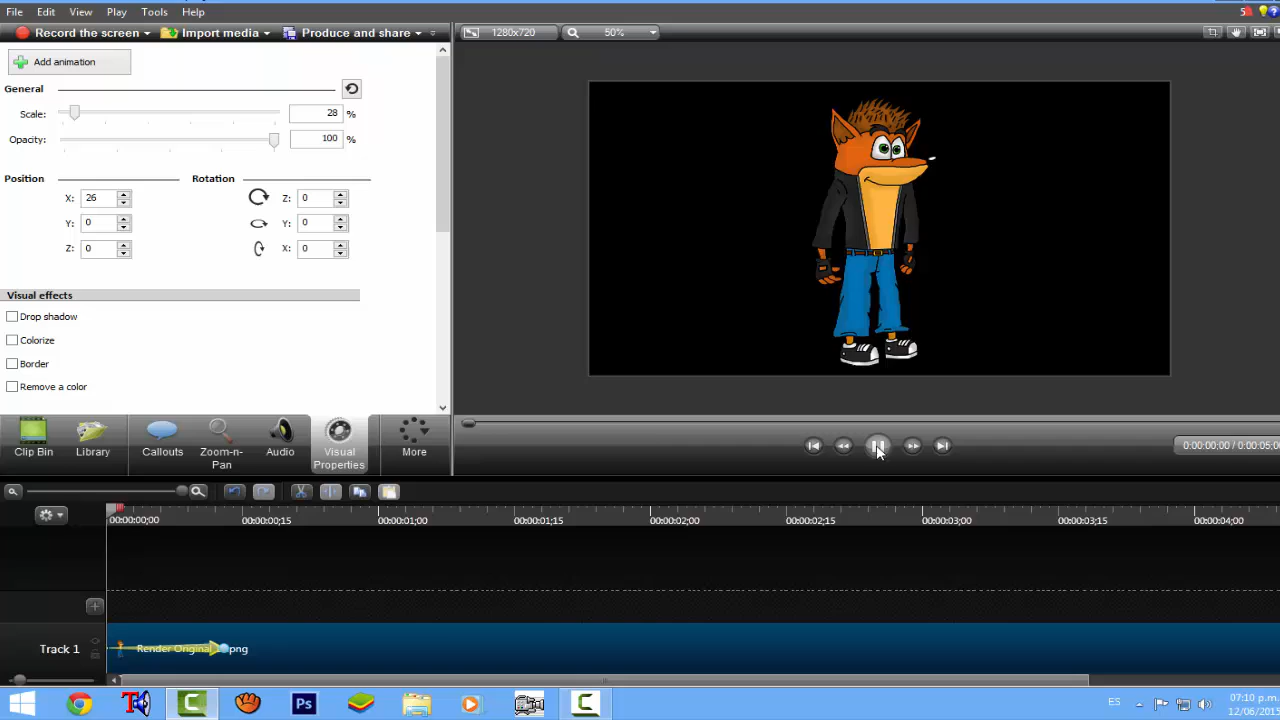 File Edit View Play Tools Help 5
Record the screen Import media Produce and share 1280x720 50%
Add animation
General
Scale: 28 %
Opacity: 100 %
Position Rotation
X: 26 Z: 0
Y: 0 Y: 0
Z: 0 X: 0
Visual effects
Drop shadow
Colorize
Border
Remove a color
Clip Bin Library Callouts Zoom-n-Pan Audio Visual Properties More
0:00:00;00 / 0:00:05;0
00:00:00;00 00:00:00;15 00:00:01;00 00:00:01;15 00:00:02;00 00:00:02;15 00:00:03;00 00:00:03;15 00:00:04;00
Track 1 Render Original png
Ps ES 07:10 p.m.
12/06/201